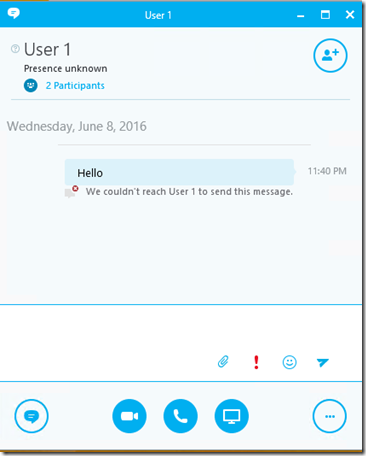 User 1
User 1
Presence unknown
2 Participants
Wednesday, June 8, 2016
Hello
11:40 PM
We couldn't reach User 1 to send this message.